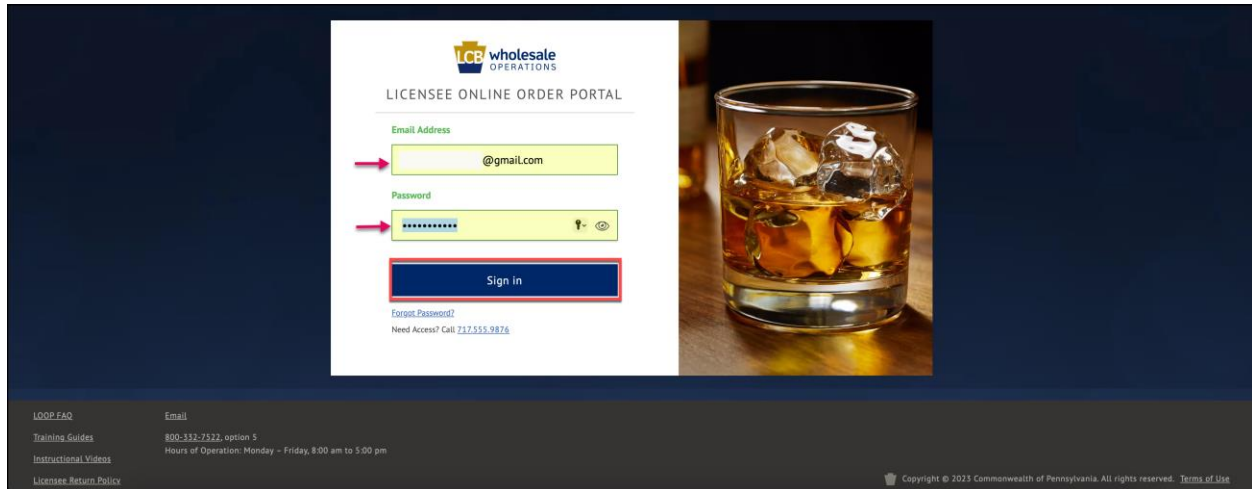 LCB wholesale
OPERATIONS
LICENSEE ONLINE ORDER PORTAL
Email Address
@gmail.com
Password
•••••••••••
Sign in
Forgot Password?
Need Access? Call 717.555.9876
LOOP FAQ
Training Guides
Instructional Videos
Licensee Return Policy
Email
800-332-7522, option 5
Hours of Operation: Monday – Friday, 8:00 am to 5:00 pm
Copyright © 2023 Commonwealth of Pennsylvania. All rights reserved. Terms of Use